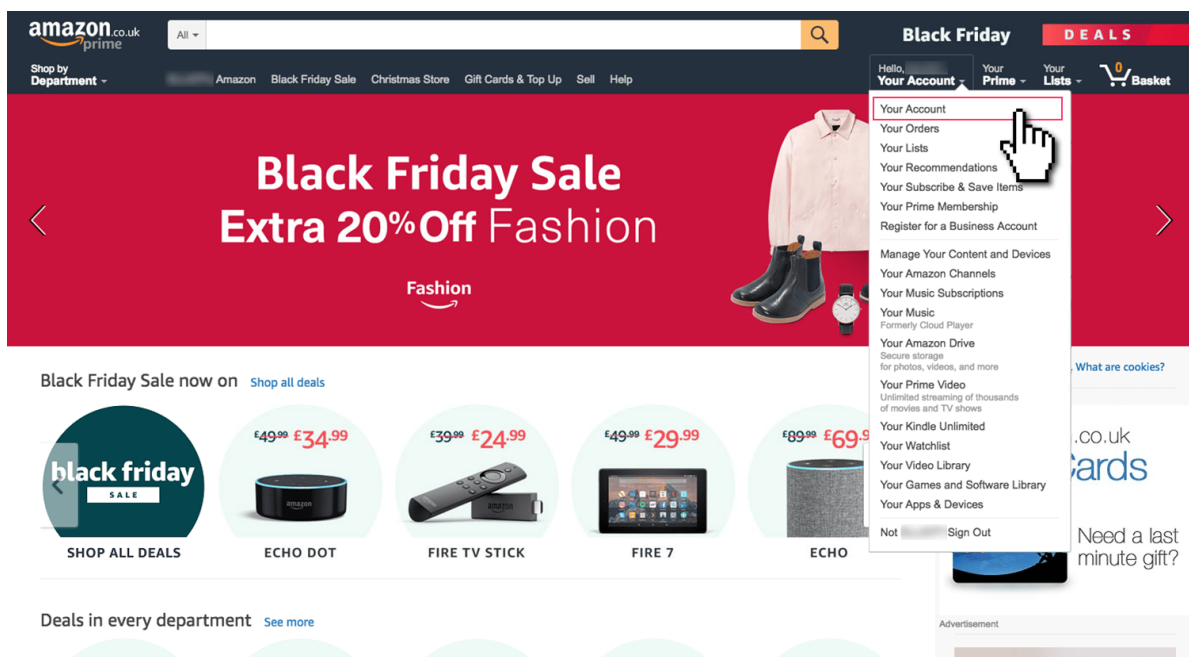 amazon.co.uk
prime
All
Black Friday
DEALS
Shop by
Department
Amazon
Black Friday Sale
Christmas Store
Gift Cards & Top Up
Sell
Help
Hello,
Your Account
Your
Prime
Your
Lists
0
Basket
Black Friday Sale
Extra 20% Off Fashion
Fashion
Your Account
Your Orders
Your Lists
Your Recommendations
Your Subscribe & Save Items
Your Prime Membership
Register for a Business Account
Manage Your Content and Devices
Your Amazon Channels
Your Music Subscriptions
Your Music
Formerly Cloud Player
Your Amazon Drive
Secure storage
for photos, videos, and more
Your Prime Video
Unlimited streaming of thousands
of movies and TV shows
Your Kindle Unlimited
Your Watchlist
Your Video Library
Your Games and Software Library
Your Apps & Devices
Not
Sign Out
What are cookies?
Black Friday Sale now on
Shop all deals
black friday
SALE
SHOP ALL DEALS
£49.99 £34.99
amazon
ECHO DOT
£39.99 £24.99
amazon
FIRE TV STICK
£49.99 £29.99
FIRE 7
£89.99 £69.9
ECHO
.co.uk
Need a last
minute gift?
Deals in every department
See more
Advertisement